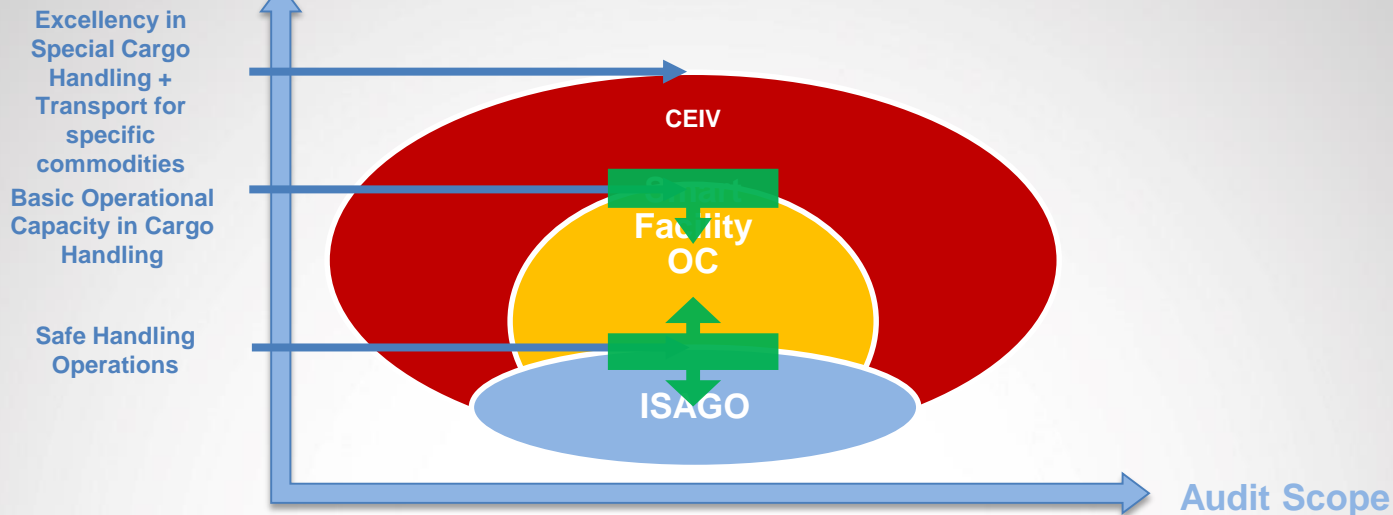 Excellency in
Special Cargo
Handling +
Transport for
specific
commodities
Basic Operational
Capacity in Cargo
Handling
Safe Handling
Operations
CEIV
Smart
Facility
OC
ISAGO
Audit Scope